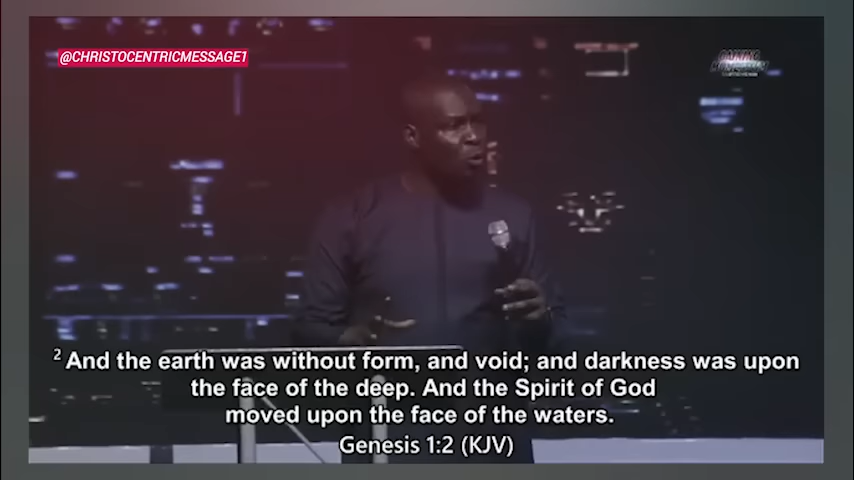 @CHRISTOCENTRICMESSAGE1
2 And the earth was without form, and void; and darkness was upon
the face of the deep. And the Spirit of God
moved upon the face of the waters.
Genesis 1:2 (KJV)